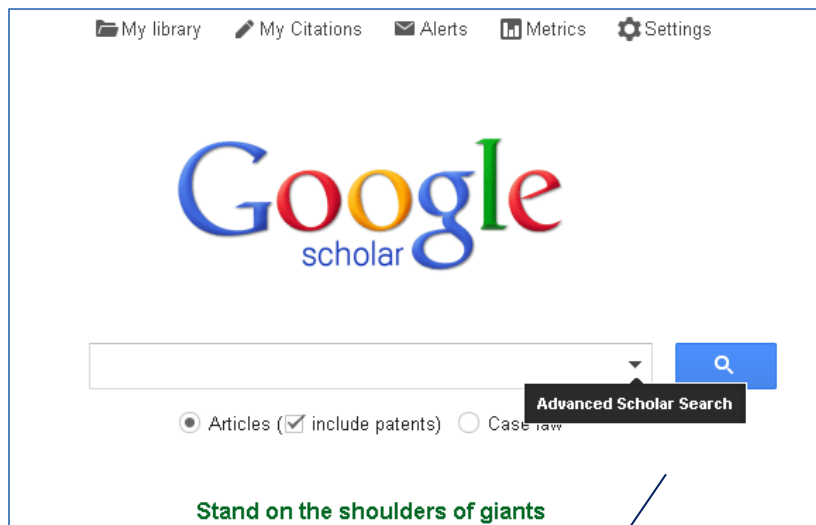 My library My Citations Alerts Metrics Settings
Google
scholar
Advanced Scholar Search
Articles (include patents) Case law
Stand on the shoulders of giants